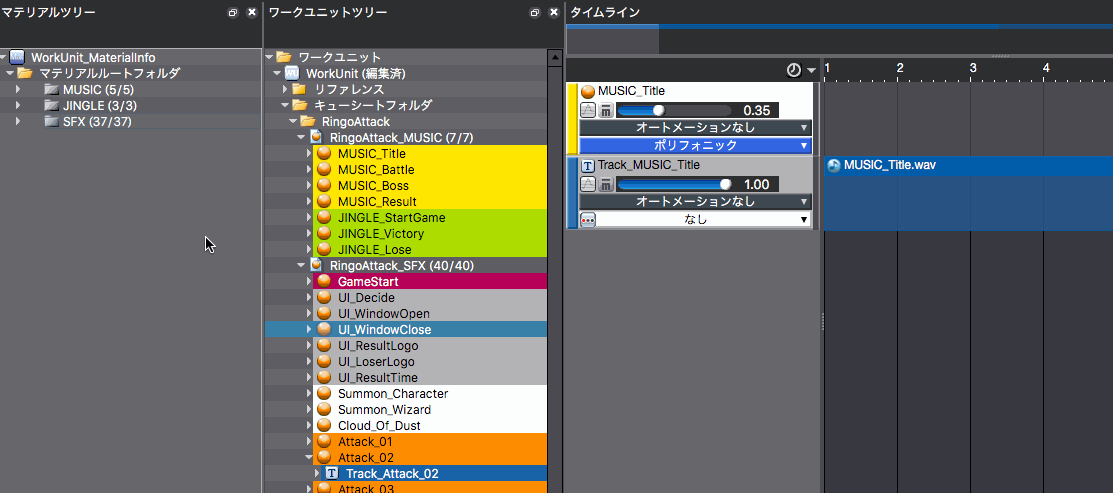 マテリアルツリー
WorkUnit_MaterialInfo
マテリアルルートフォルダ
MUSIC (5/5)
JINGLE (3/3)
SFX (37/37)
ワークユニットツリー
ワークユニット
WorkUnit (編集済)
リファレンス
キューシートフォルダ
RingoAttack
RingoAttack_MUSIC (7/7)
MUSIC_Title
MUSIC_Battle
MUSIC_Boss
MUSIC_Result
JINGLE_StartGame
JINGLE_Victory
JINGLE_Lose
RingoAttack_SFX (40/40)
GameStart
UI_Decide
UI_WindowOpen
UI_WindowClose
UI_ResultLogo
UI_LoserLogo
UI_ResultTime
Summon_Character
Summon_Wizard
Cloud_Of_Dust
Attack_01
Attack_02
T Track_Attack_02
Attack_03
タイムライン
1 2 3 4
MUSIC_Title
m 0.35
オートメーションなし
ポリフォニック
T Track_MUSIC_Title
m 1.00
オートメーションなし
なし
MUSIC_Title.wav